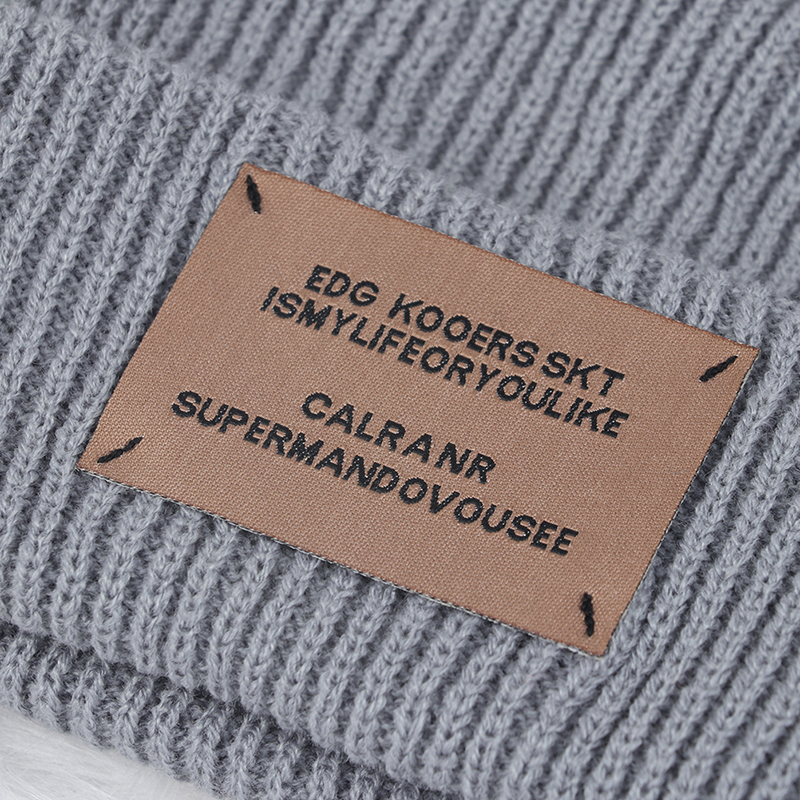 EDG KOOERS SKT
ISMYLIFEORYOULIKE
CALRANR
SUPERMANDOVOUSEE